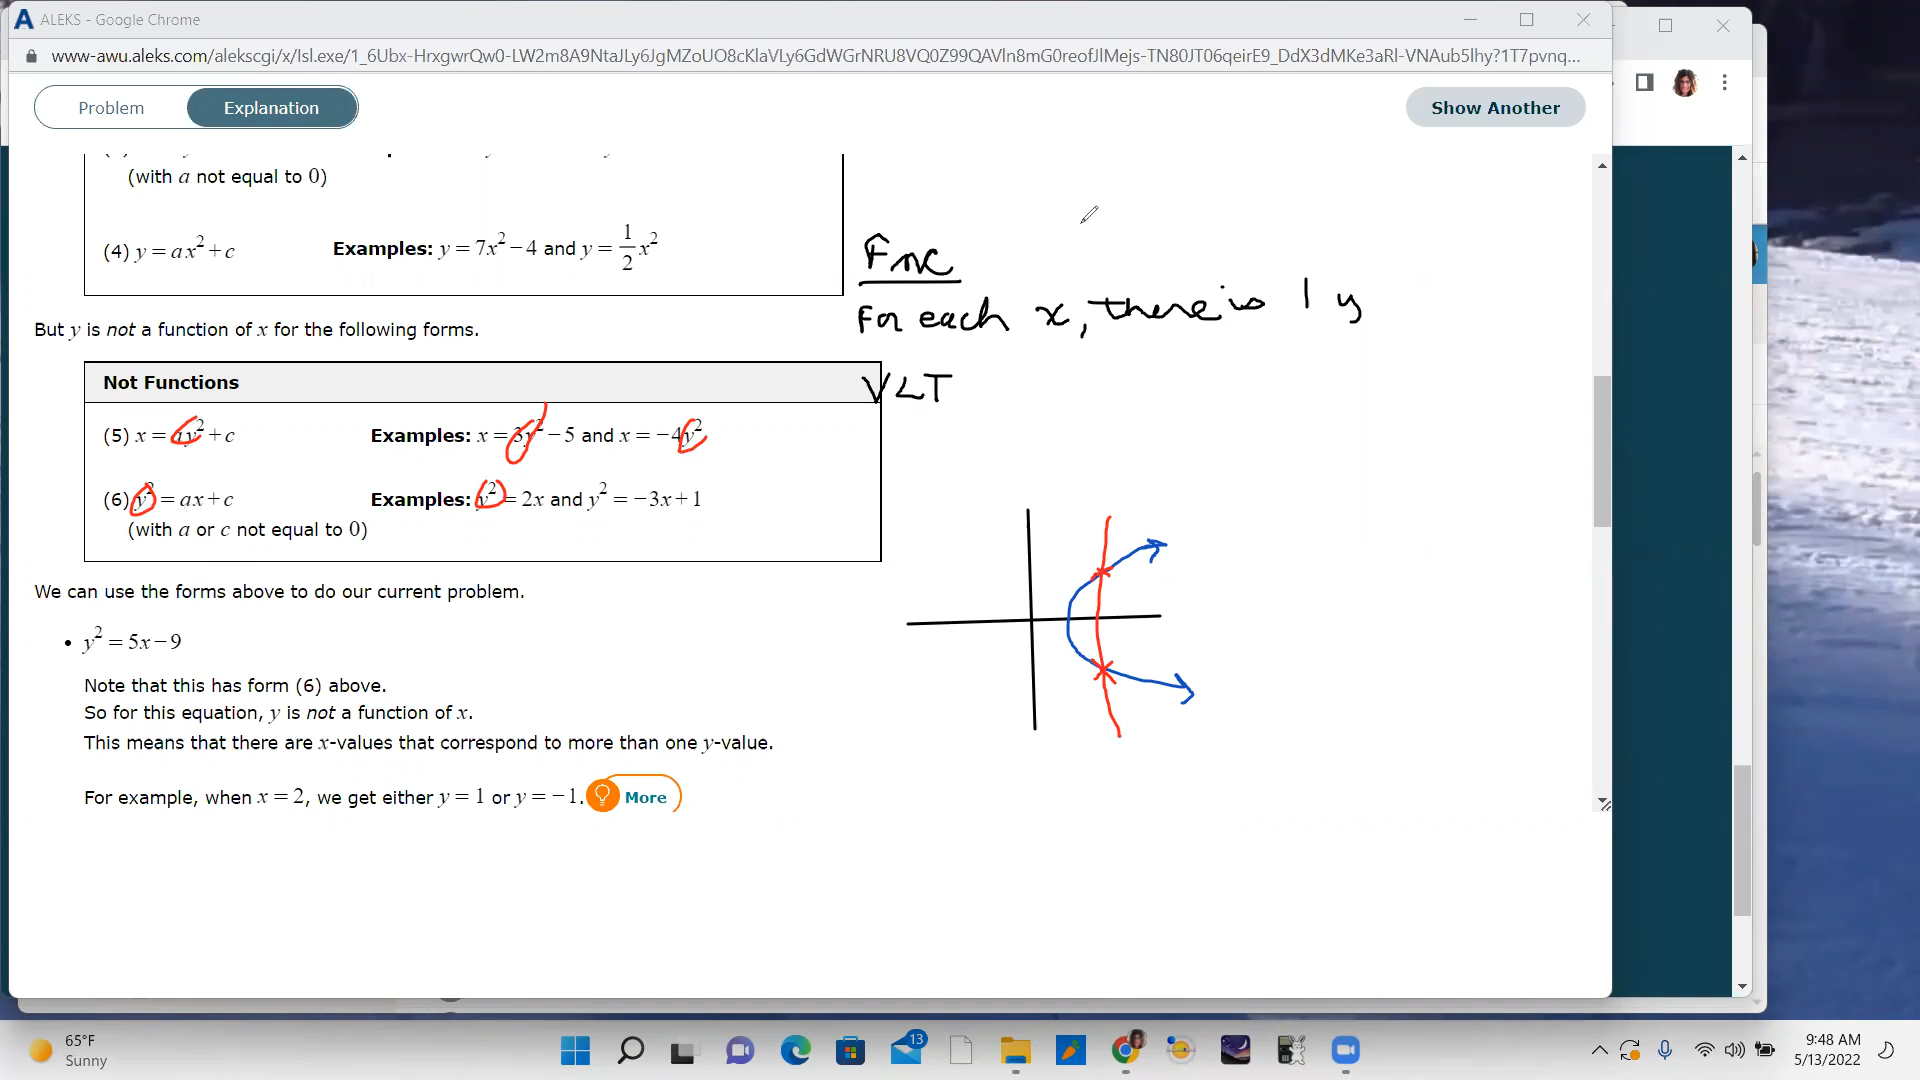 ALEKS - Google Chrome
www-awu.aleks.com/alekscgi/x/Isl.exe/1_6Ubx-HrxgwrQw0-LW2m8A9NtaJLy6JgMZoUO8cKlaVLy6GdWGrNRU8VQ0Z99QAVln8mG0reofJlMejs-TN80JT06qeirE9_DdX3dMKe3aRl-VNAub5lhy?1T7pvnq...
Problem Explanation Show Another
(with a not equal to 0)
(4) y = ax² + c Examples: y = 7x² − 4 and y = 1/2 x²
Fnc
For each x, there is 1 y
But y is not a function of x for the following forms.
Not Functions
VLT
(5) x = ay² + c Examples: x = 3y² − 5 and x = −4y²
(6) y² = ax + c Examples: y² = 2x and y² = −3x + 1
(with a or c not equal to 0)
We can use the forms above to do our current problem.
• y² = 5x − 9
Note that this has form (6) above.
So for this equation, y is not a function of x.
This means that there are x-values that correspond to more than one y-value.
For example, when x = 2, we get either y = 1 or y = −1. More
65°F
Sunny
13
9:48 AM
5/13/2022